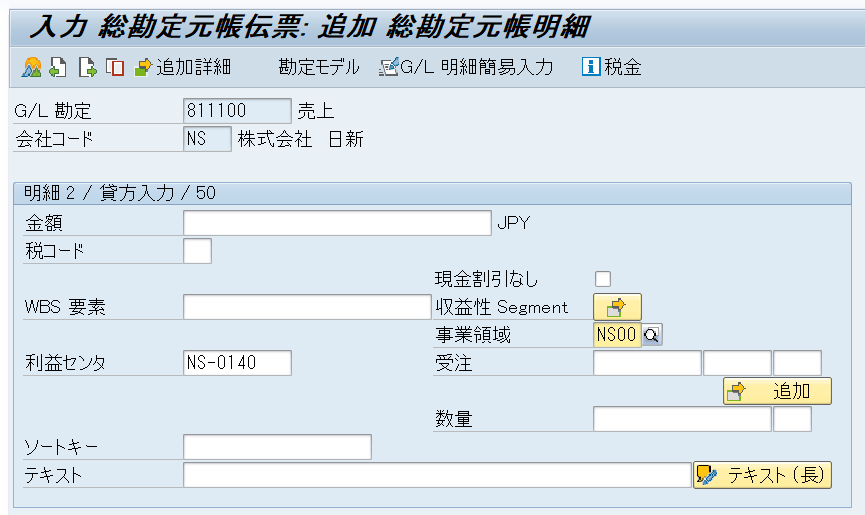 入力 総勘定元帳伝票: 追加 総勘定元帳明細
追加詳細 勘定モデル G/L 明細簡易入力 税金
G/L 勘定 811100 売上
会社コード NS 株式会社 日新
明細 2 / 貸方入力 / 50
金額 JPY
税コード
現金割引なし
WBS 要素 収益性 Segment
事業領域 NS00
利益センタ NS-0140 受注
追加
数量
ソートキー
テキスト テキスト (長)